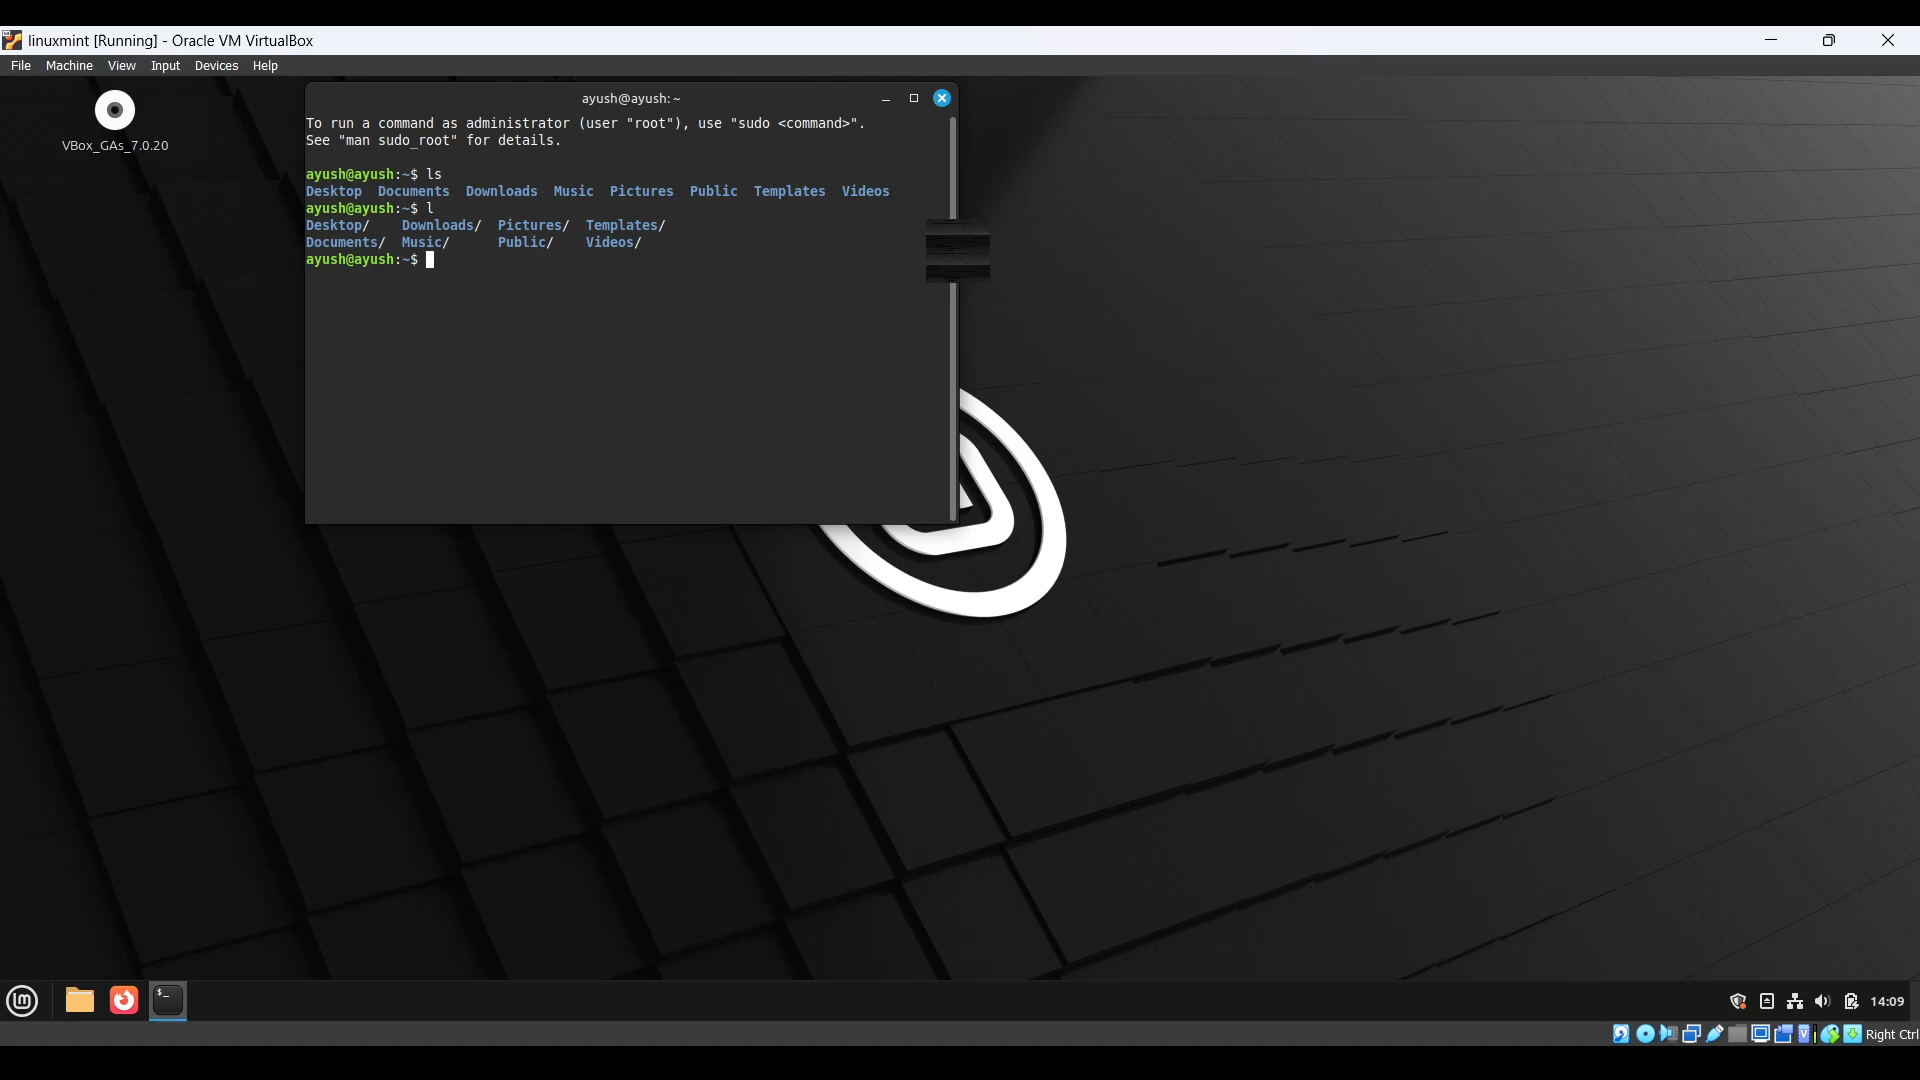 linuxmint [Running] - Oracle VM VirtualBox
File Machine View Input Devices Help
VBox_GAs_7.0.20
ayush@ayush: ~
To run a command as administrator (user "root"), use "sudo <command>".
See "man sudo_root" for details.
ayush@ayush:~$ ls
Desktop Documents Downloads Music Pictures Public Templates Videos
ayush@ayush:~$ l
Desktop/ Downloads/ Pictures/ Templates/
Documents/ Music/ Public/ Videos/
ayush@ayush:~$
14:09
Right Ctrl